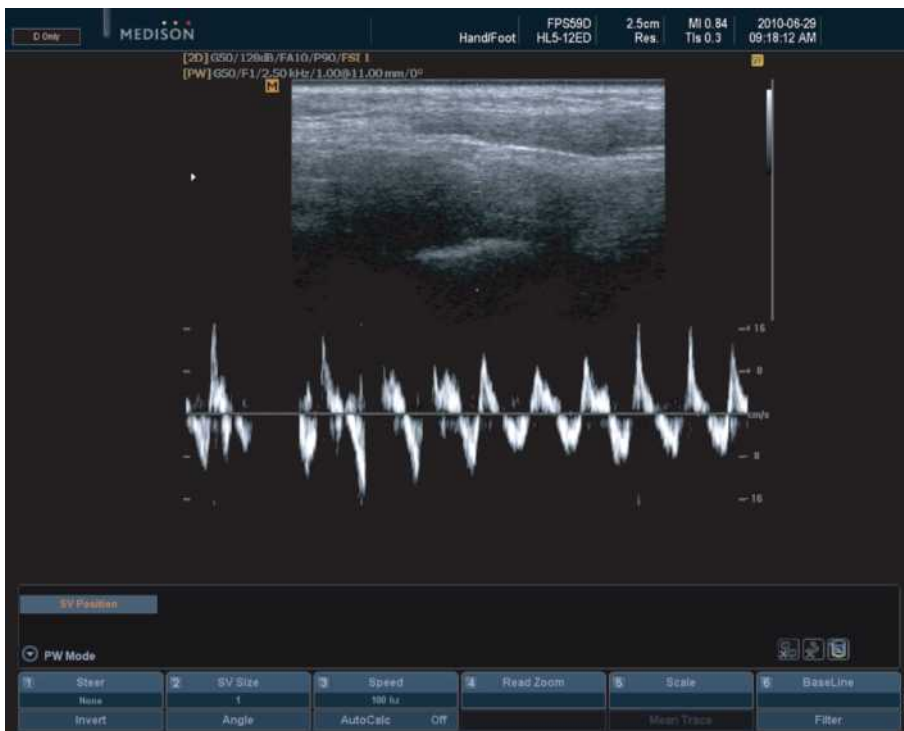 D Only
MEDISON
Hand/Foot
FPS59D
HL5-12ED
2.5cm
Res.
MI 0.84
TIs 0.3
2010-06-29
09:18:12 AM
[2D] G50/128dB/FA10/P90/FSI 1
[PW] G50/F1/2.50 kHz/1.00@11.00 mm/0º
M
16
8
cm/s
8
16
SV Position
PW Mode
1 Steer
None
Invert
2 SV Size
1
Angle
3 Speed
100 hz
AutoCalc Off
4 Read Zoom
5 Scale
Mean Trace
6 BaseLine
Filter